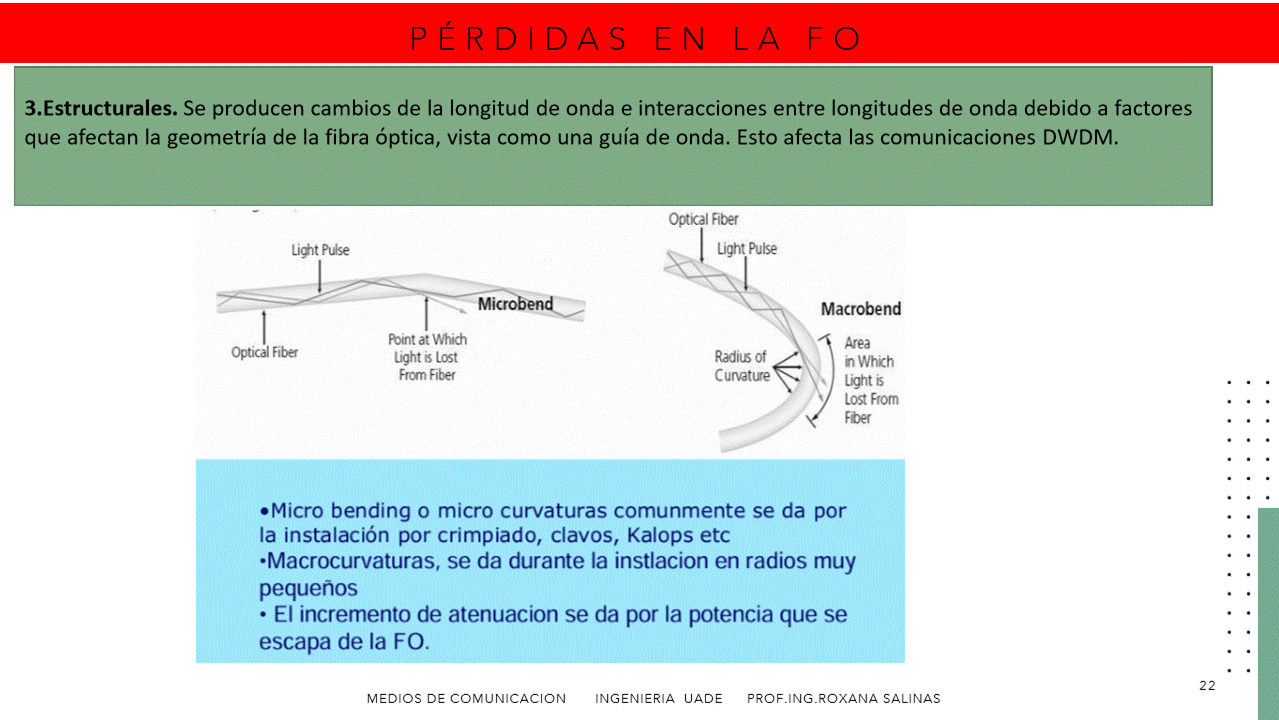 PÉRDIDAS EN LA FO
3.Estructurales. Se producen cambios de la longitud de onda e interacciones entre longitudes de onda debido a factores
que afectan la geometría de la fibra óptica, vista como una guía de onda. Esto afecta las comunicaciones DWDM.
Light Pulse
Microbend
Optical Fiber
Point at Which
Light is Lost
From Fiber
Optical Fiber
Light Pulse
Macrobend
Radius of
Curvature
Area
in Which
Light is
Lost From
Fiber
•Micro bending o micro curvaturas comunmente se da por
la instalación por crimpiado, clavos, Kalops etc
•Macrocurvaturas, se da durante la instlacion en radios muy
pequeños
• El incremento de atenuacion se da por la potencia que se
escapa de la FO.
22
MEDIOS DE COMUNICACION INGENIERIA UADE PROF.ING.ROXANA SALINAS